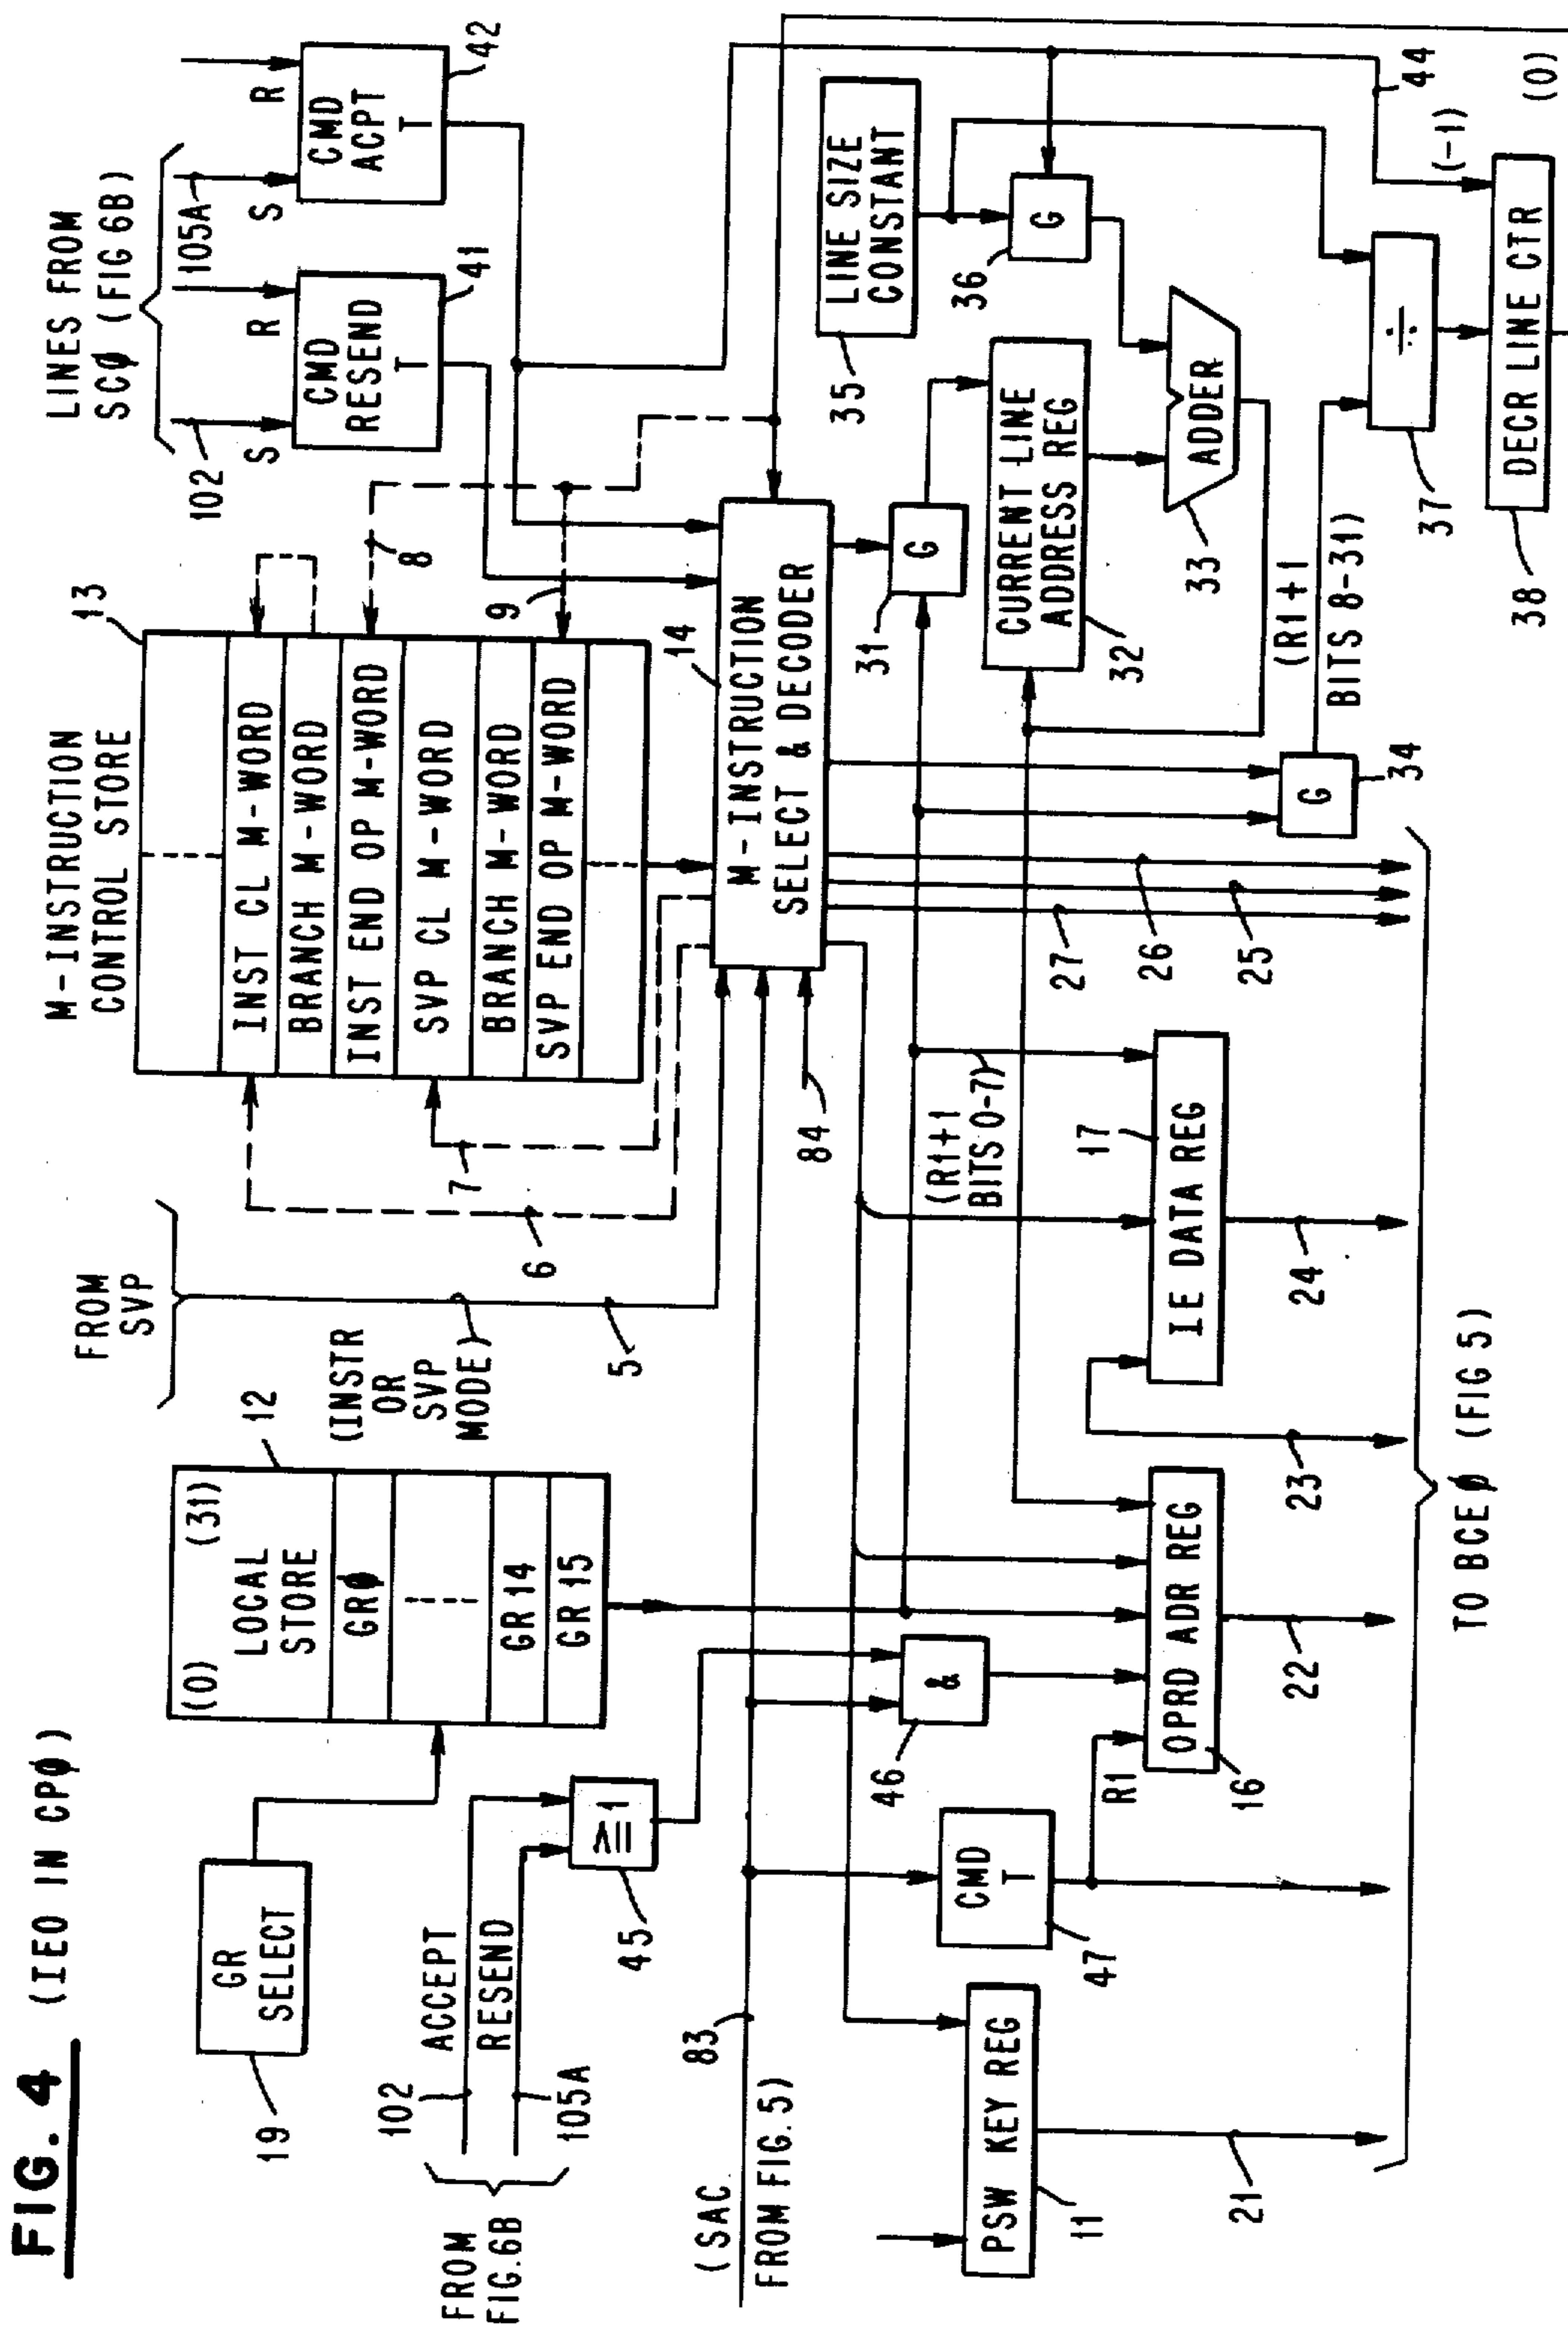 FIG. 4 (IE0 IN CPØ)
GR
SELECT
19
(0) (31)
LOCAL
STORE
GRØ
GR 14
GR 15
12
FROM
SVP
(INSTR
OR
SVP
MODE)
5
6
7
M-INSTRUCTION
CONTROL STORE
13
INST CL M-WORD
BRANCH M-WORD
INST END OP M-WORD
SVP CL M-WORD
BRANCH M-WORD
SVP END OP M-WORD
8
9
LINES FROM
SCØ (FIG 6B)
102
105A
S
R
S
R
CMD
RESEND
T
41
CMD
ACPT
T
42
FROM
FIG.6B
102
ACCEPT
RESEND
105A
≥1
45
(SAC
FROM FIG. 5)
83
84
M-INSTRUCTION
SELECT & DECODER
14
LINE SIZE
CONSTANT
35
G
36
G
31
CURRENT LINE
ADDRESS REG
32
ADDER
33
&
46
CMD
T
47
PSW KEY REG
11
21
R1
OPRD ADR REG
16
22
23
(R1+1
BITS 0-7)
17
IE DATA REG
24
27
25
26
G
34
(R1+1
BITS 8-31)
÷
37
44
(-1)
DECR LINE CTR
38
(0)
TO BCEØ (FIG 5)